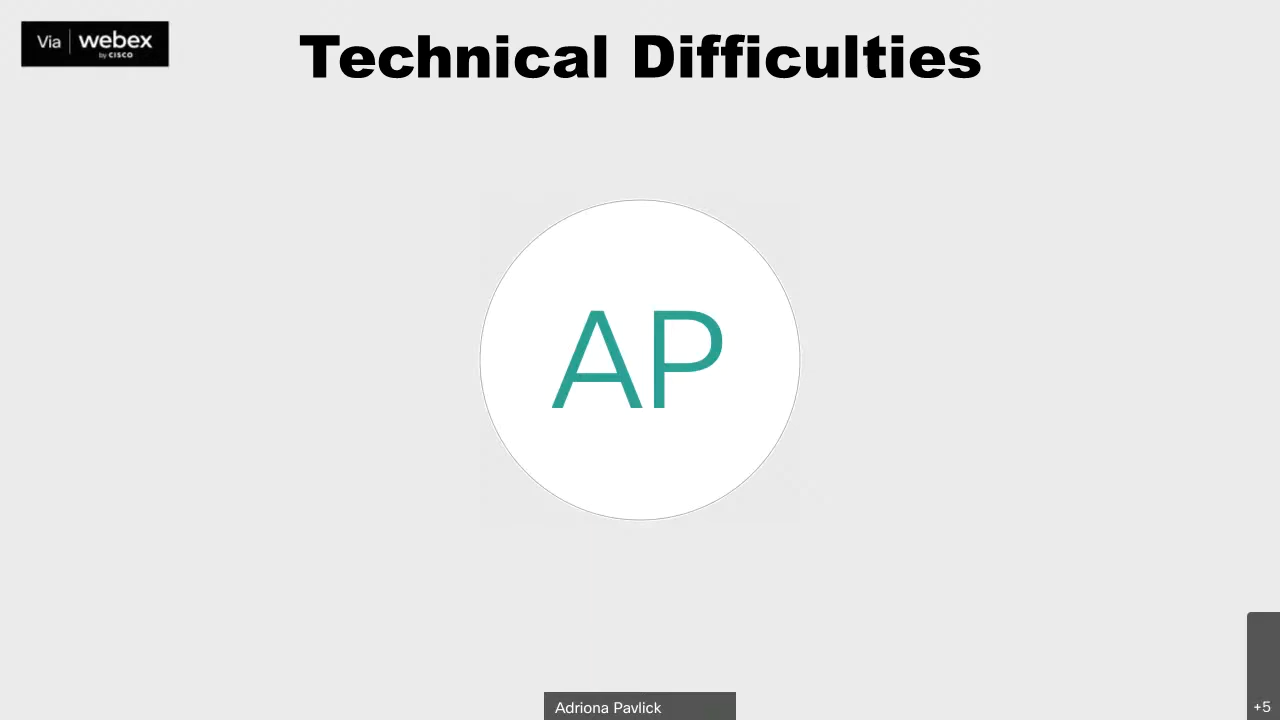 Via webex
by CISCO
Technical Difficulties
AP
Adriona Pavlick
+5